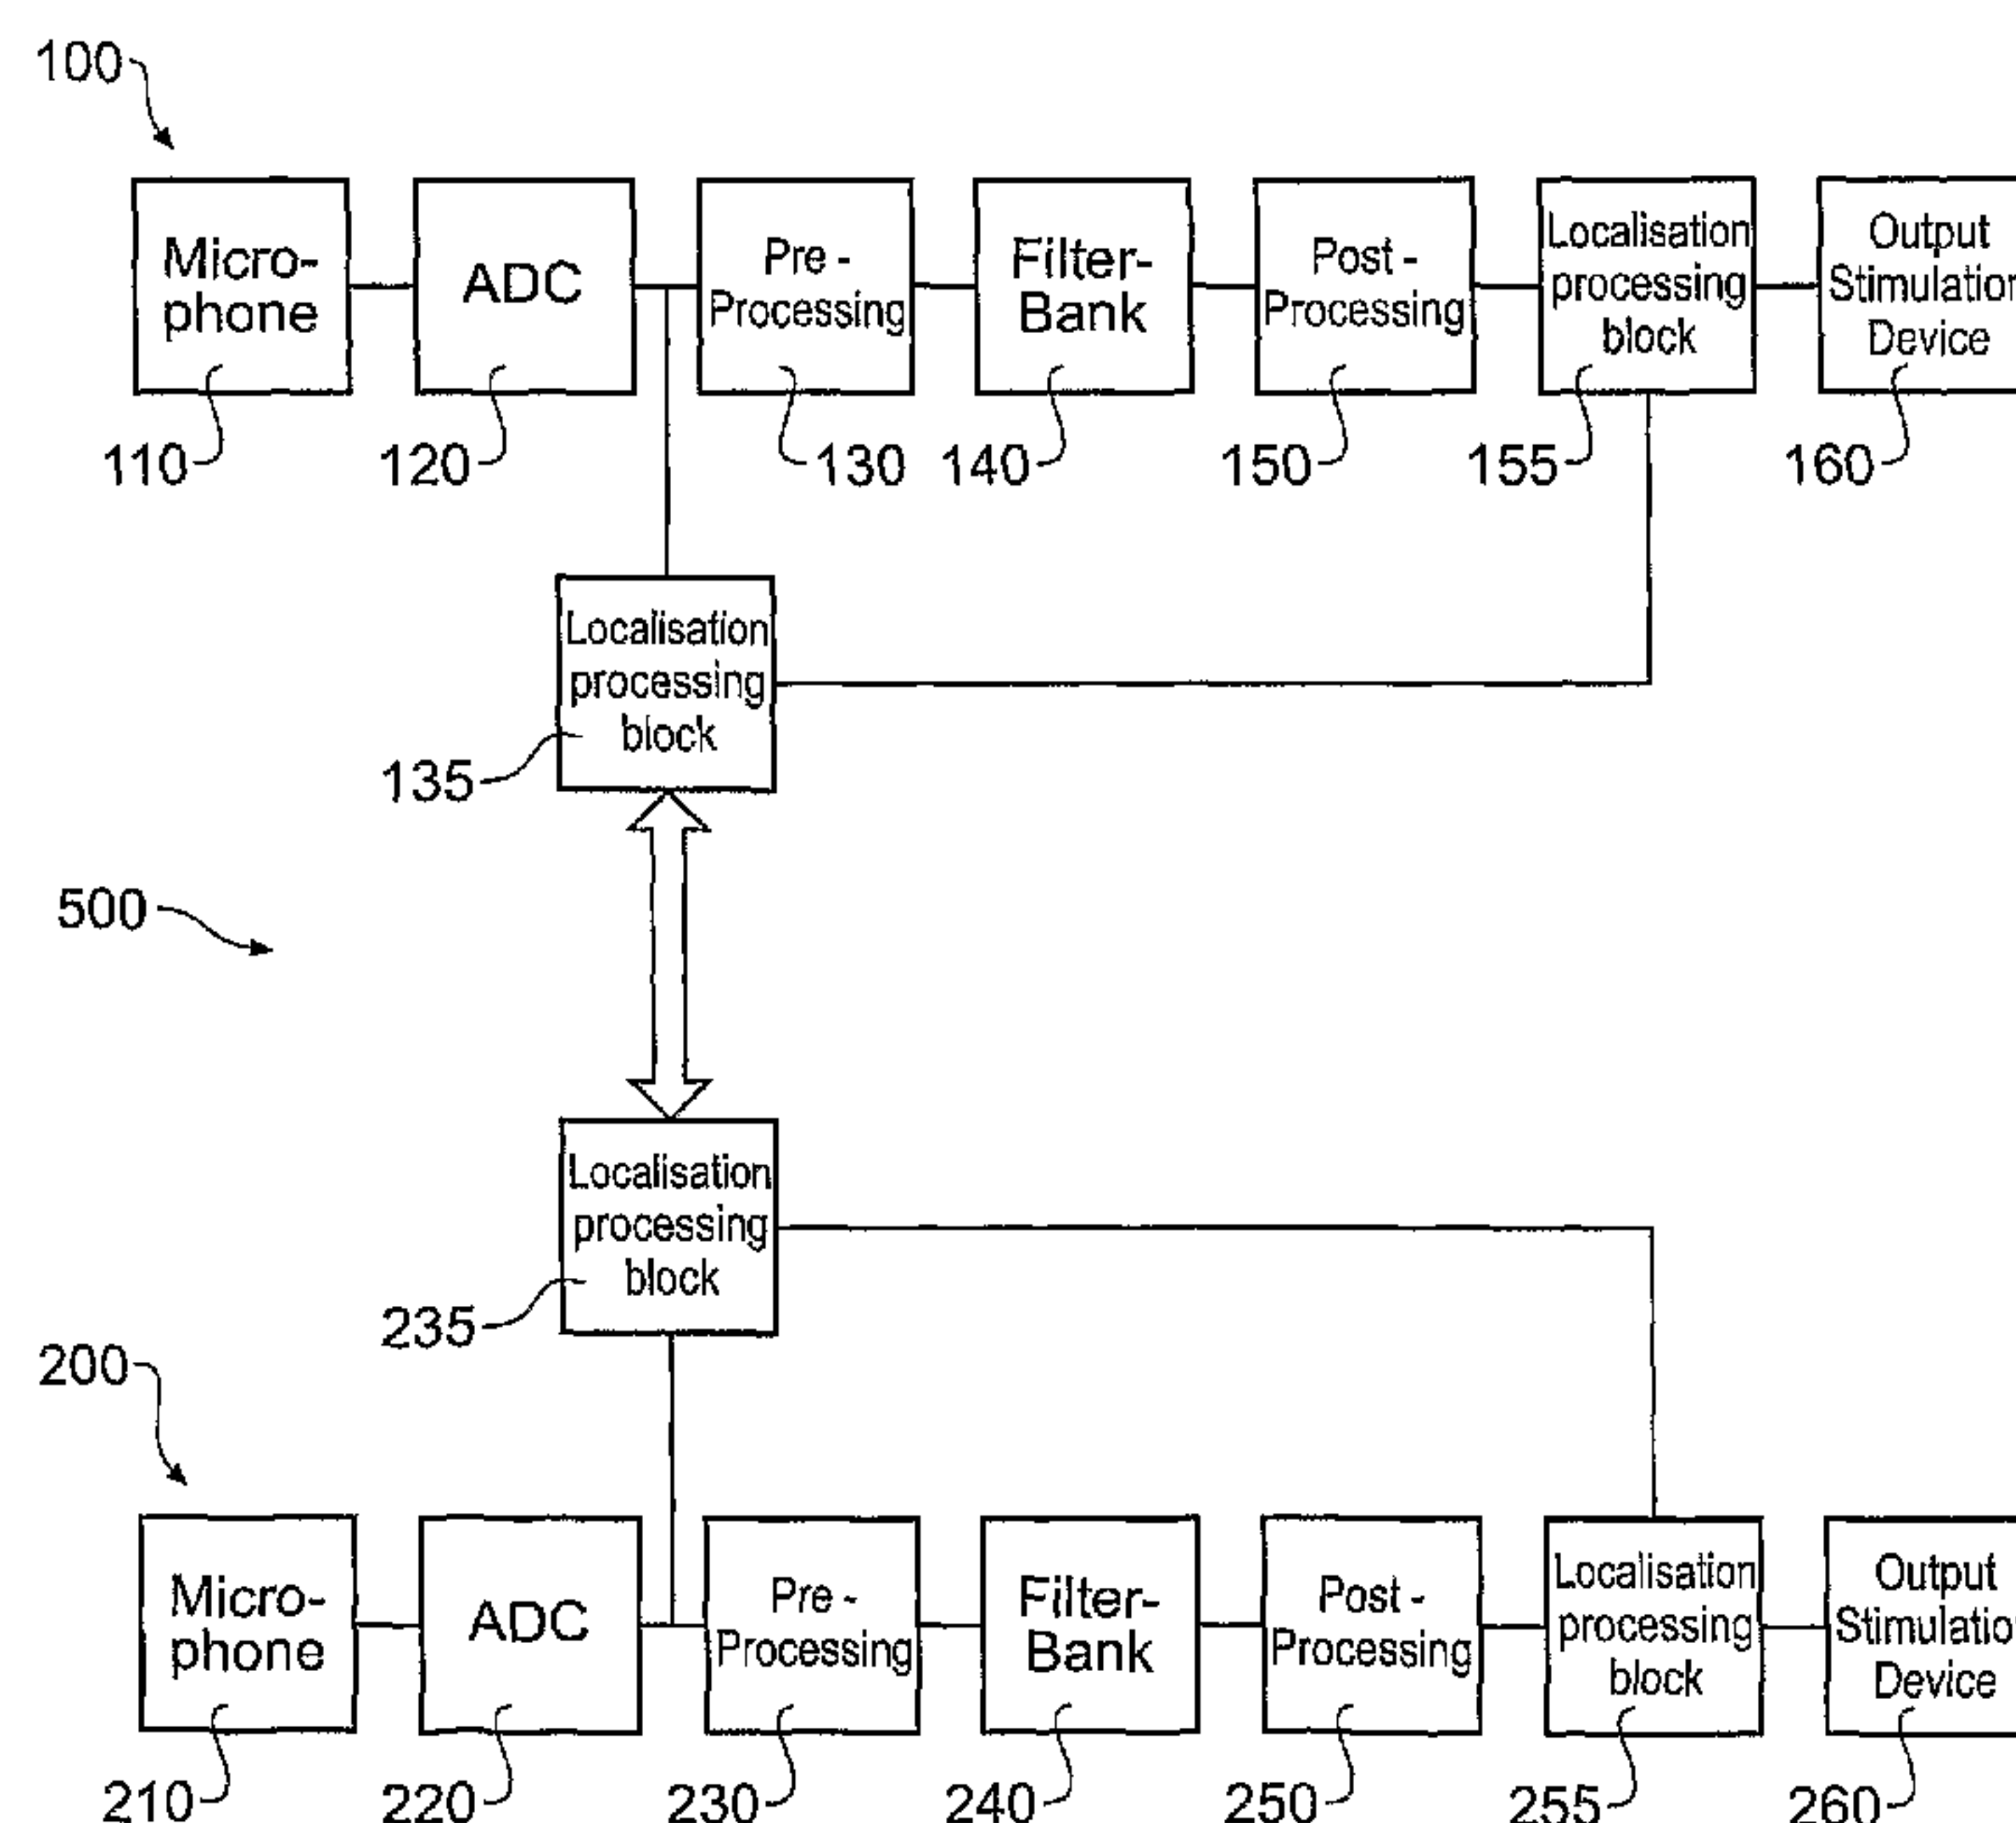 100
Micro-
phone
ADC
Pre -
Processing
Filter-
Bank
Post -
Processing
Localisation
processing
block
Output
Stimulation
Device
110
120
130
140
150
155
160
Localisation
processing
block
135
500
Localisation
processing
block
235
200
Micro-
phone
ADC
Pre -
Processing
Filter-
Bank
Post -
Processing
Localisation
processing
block
Output
Stimulatio
Device
210
220
230
240
250
255
260